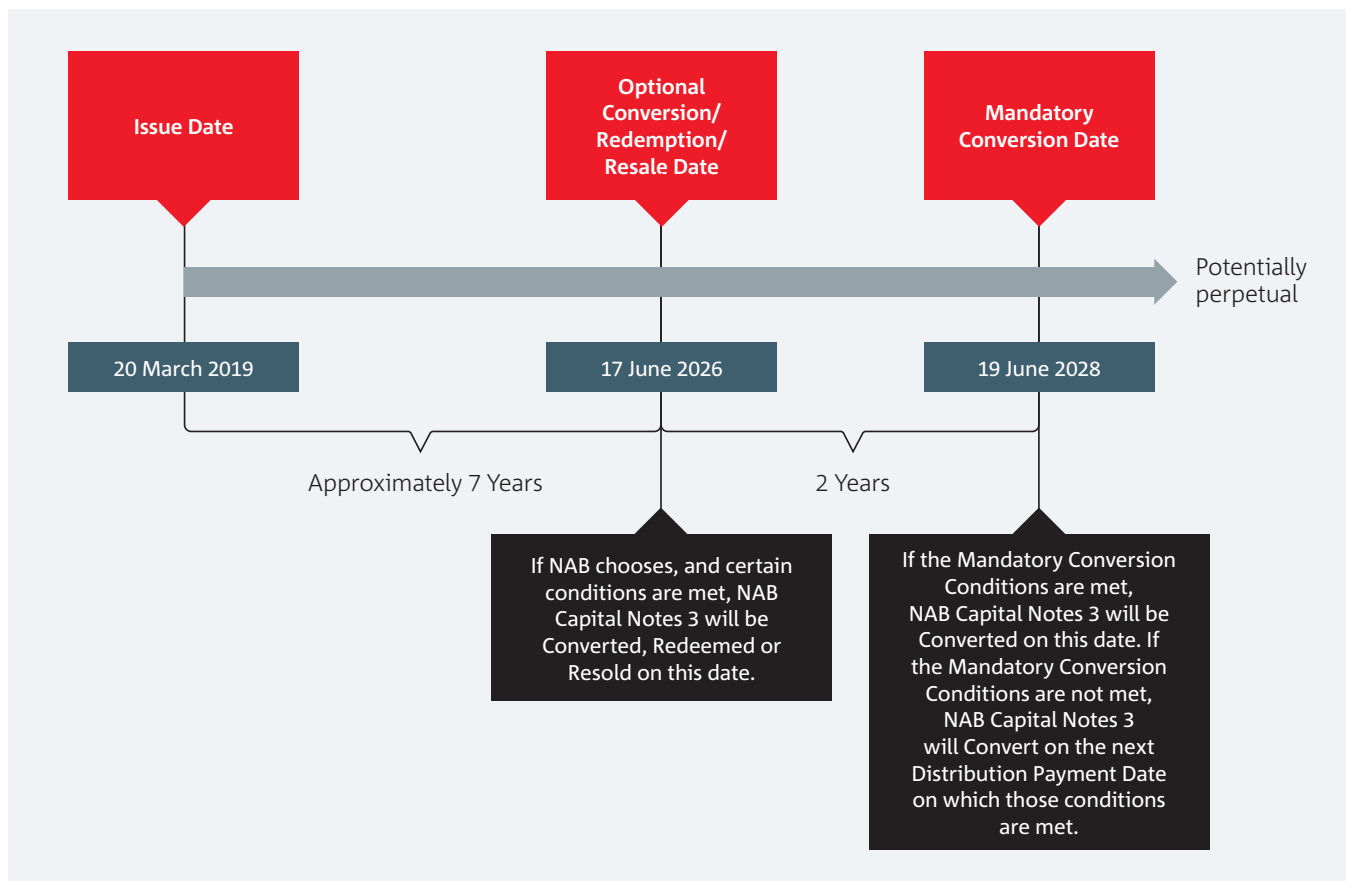 Issue Date
Optional
Conversion/
Redemption/
Resale Date
Mandatory
Conversion Date
Potentially
perpetual
20 March 2019
17 June 2026
19 June 2028
Approximately 7 Years
2 Years
If NAB chooses, and certain
conditions are met, NAB
Capital Notes 3 will be
Converted, Redeemed or
Resold on this date.
If the Mandatory Conversion
Conditions are met,
NAB Capital Notes 3 will be
Converted on this date. If
the Mandatory Conversion
Conditions are not met,
NAB Capital Notes 3
will Convert on the next
Distribution Payment Date
on which those conditions
are met.